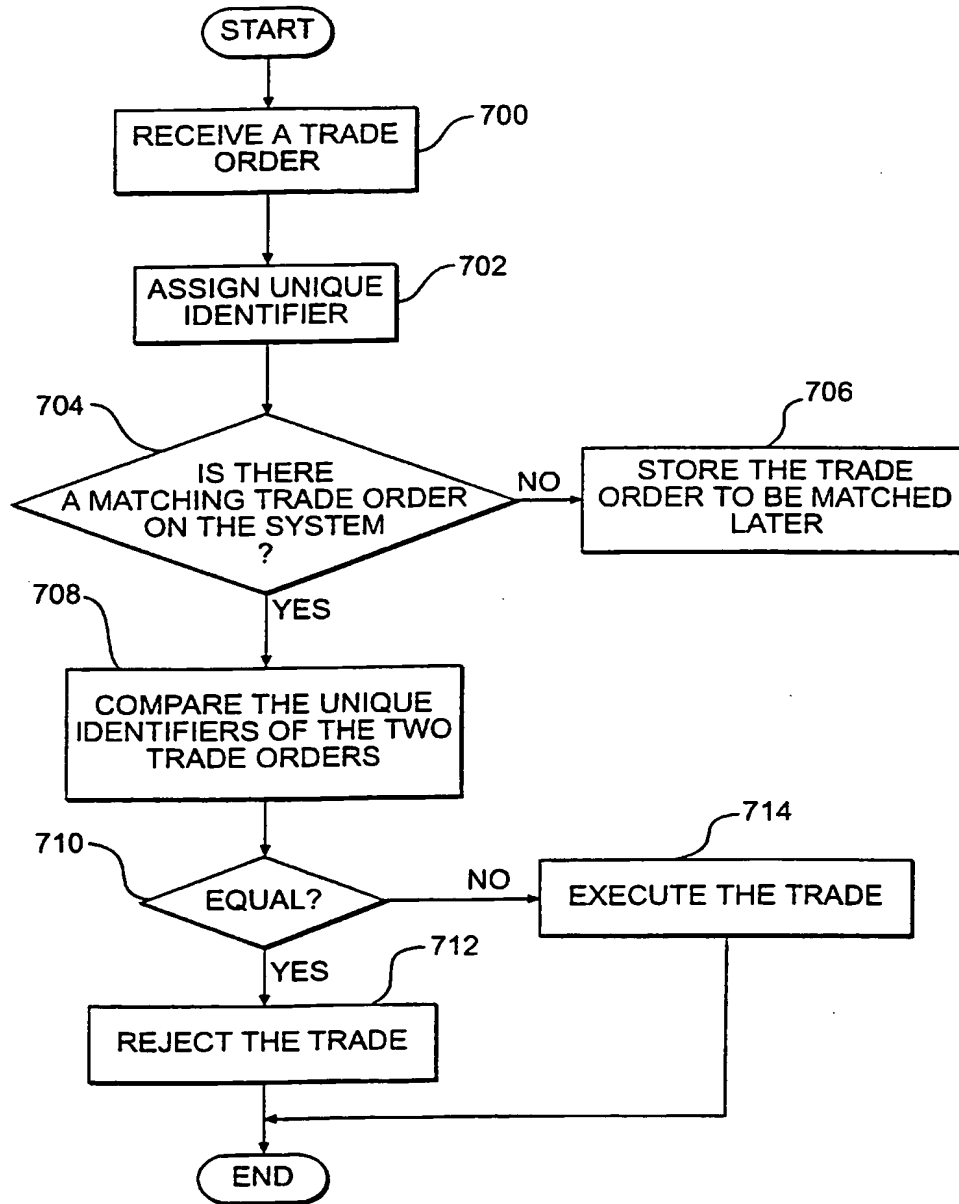 START
700
RECEIVE A TRADE
ORDER
702
ASSIGN UNIQUE
IDENTIFIER
704
IS THERE
A MATCHING TRADE ORDER
ON THE SYSTEM
?
NO
706
STORE THE TRADE
ORDER TO BE MATCHED
LATER
YES
708
COMPARE THE UNIQUE
IDENTIFIERS OF THE TWO
TRADE ORDERS
710
EQUAL?
NO
714
EXECUTE THE TRADE
YES
712
REJECT THE TRADE
END